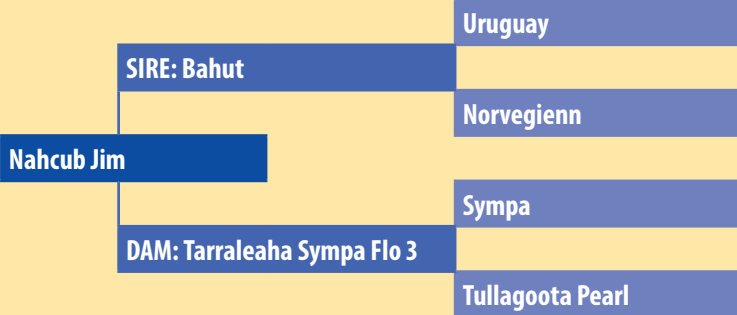 Uruguay
SIRE: Bahut
Norvegienn
Nahcub Jim
Sympa
DAM: Tarraleaha Sympa Flo 3
Tullagoota Pearl